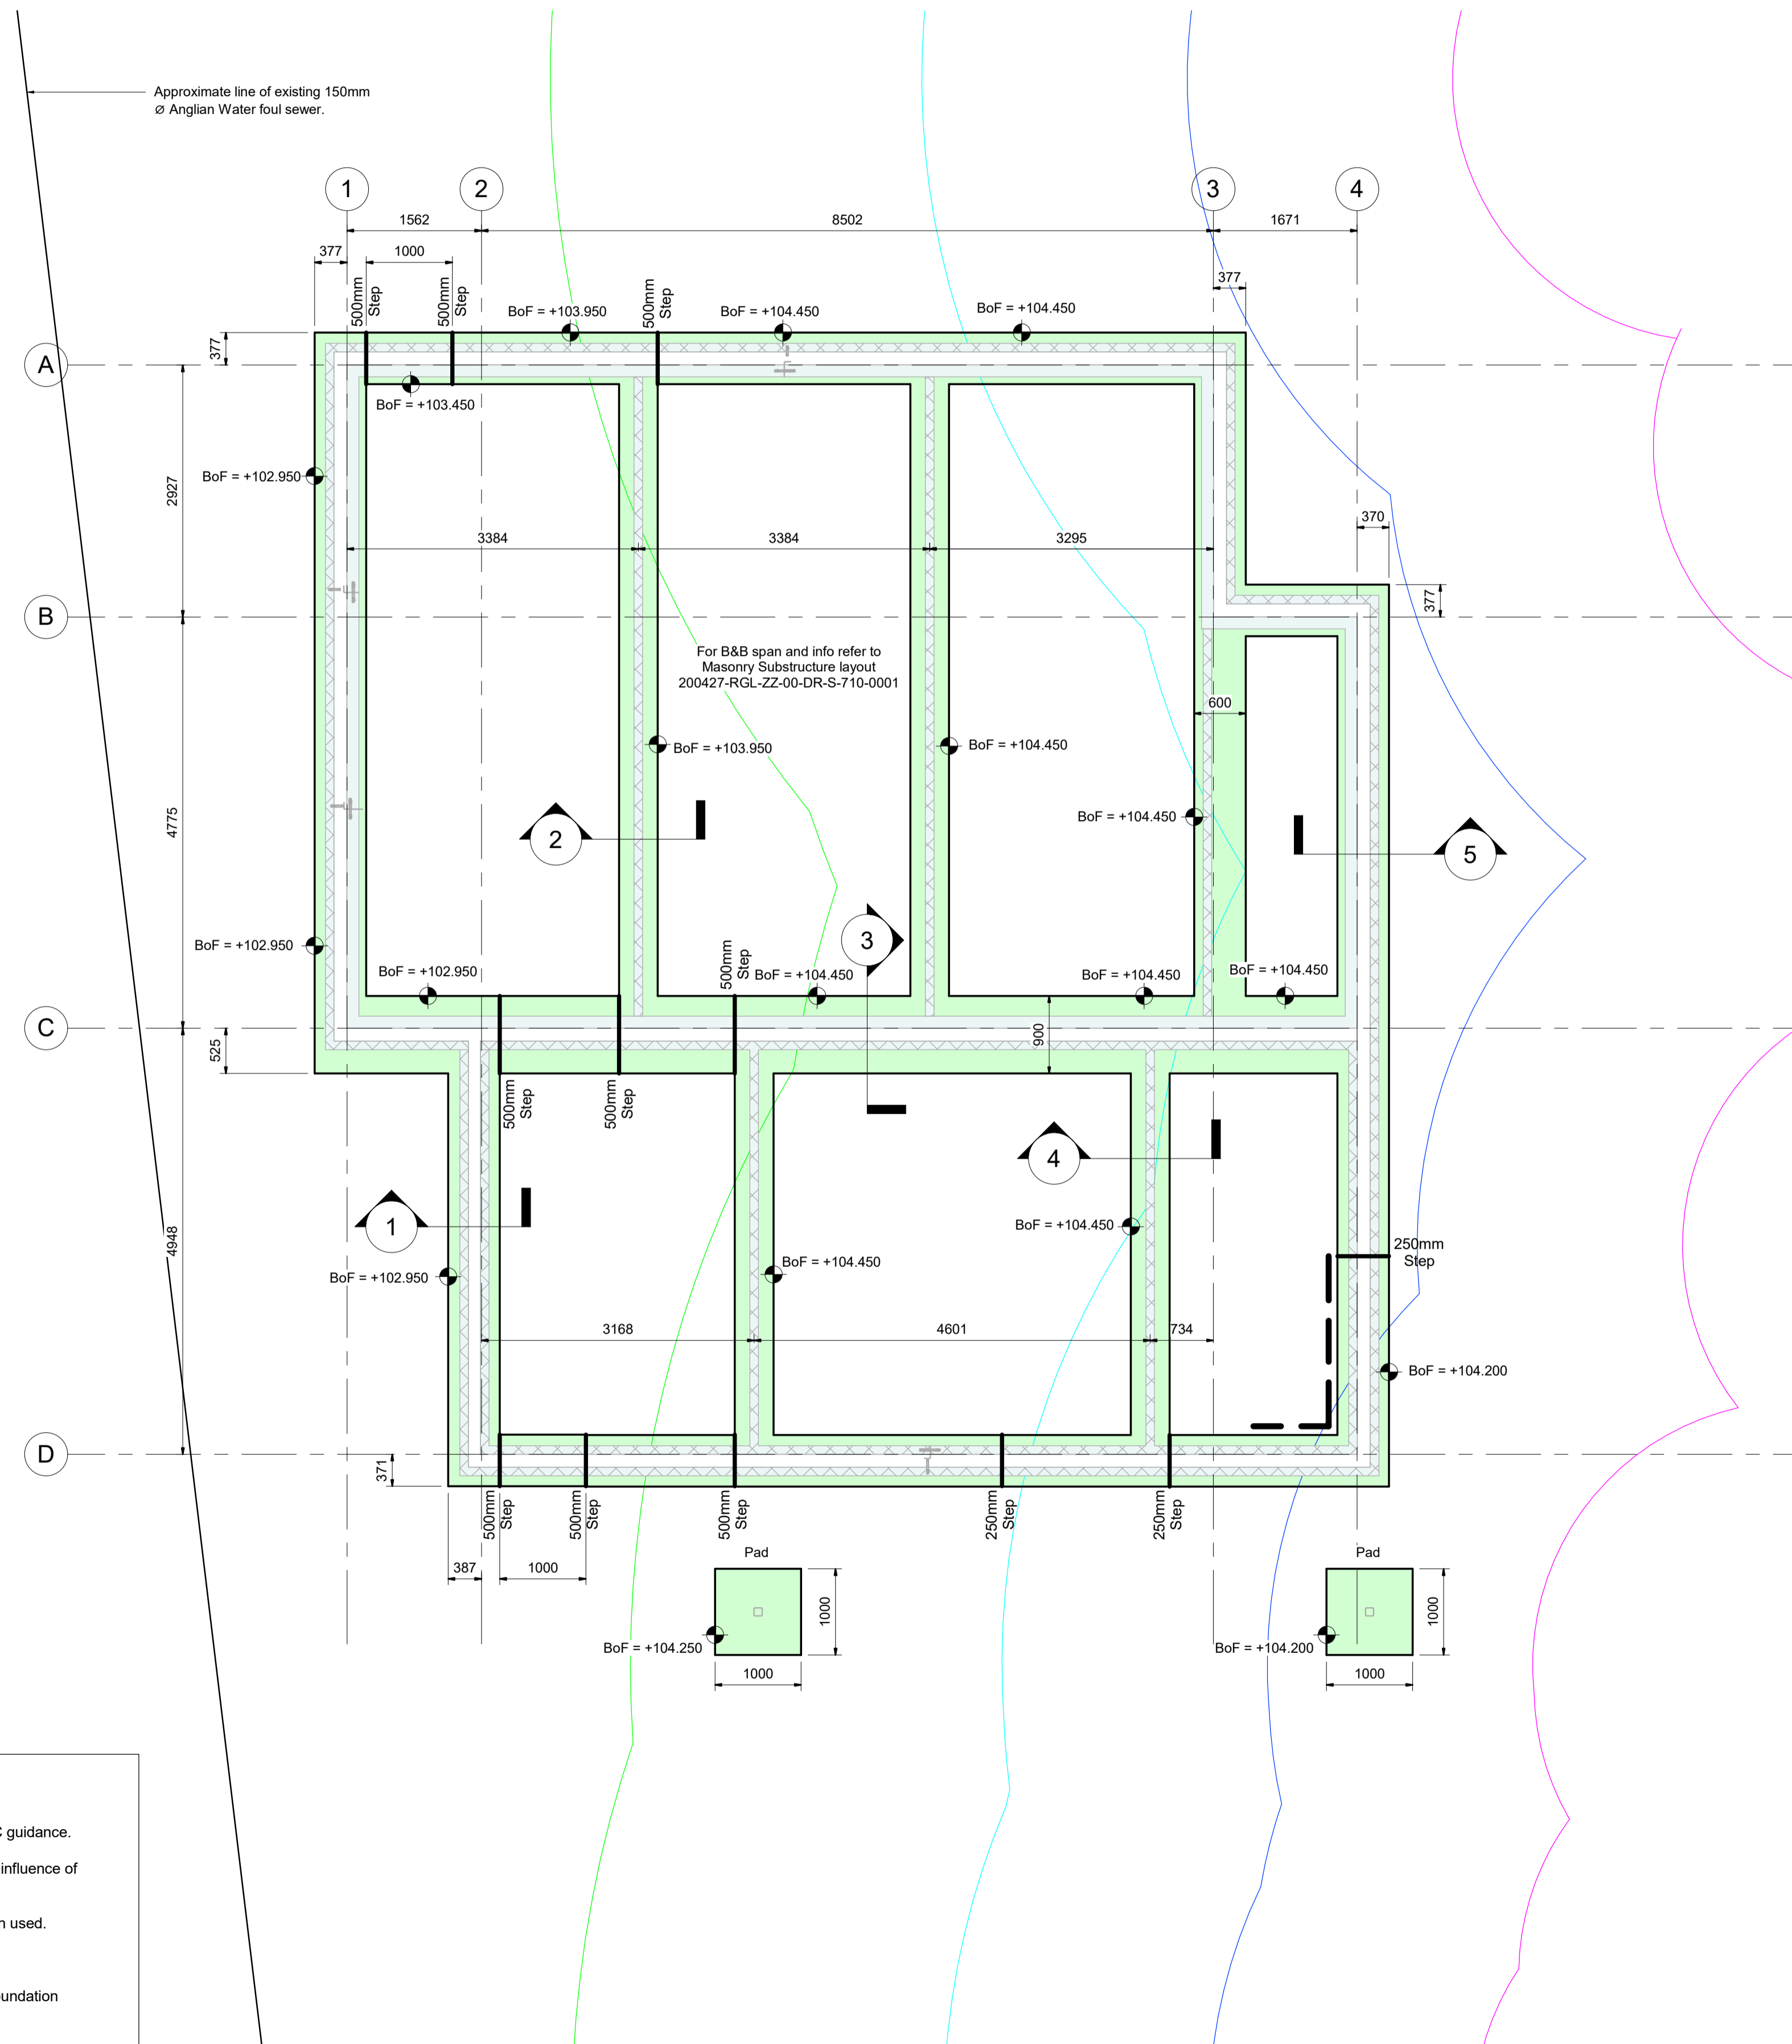 Approximate line of existing 150mm
Ø Anglian Water foul sewer.
1
2
3
4
1562
8502
1671
377
1000
377
500mm
Step
500mm
Step
500mm
Step
BoF = +103.950
BoF = +104.450
BoF = +104.450
377
A
BoF = +103.450
BoF = +102.950
2927
370
3384
3384
3295
377
B
For B&B span and info refer to
Masonry Substructure layout
200427-RGL-ZZ-00-DR-S-710-0001
600
BoF = +103.950
BoF = +104.450
BoF = +104.450
4775
2
5
3
BoF = +102.950
BoF = +102.950
500mm
Step
BoF = +104.450
BoF = +104.450
BoF = +104.450
C
525
900
500mm
Step
500mm
Step
4
1
4948
BoF = +102.950
BoF = +104.450
BoF = +104.450
250mm
Step
3168
4601
734
BoF = +104.200
D
371
500mm
Step
500mm
Step
500mm
Step
250mm
Step
250mm
Step
387
1000
Pad
Pad
1000
1000
BoF = +104.250
BoF = +104.200
1000
1000
guidance.
influence of
used.